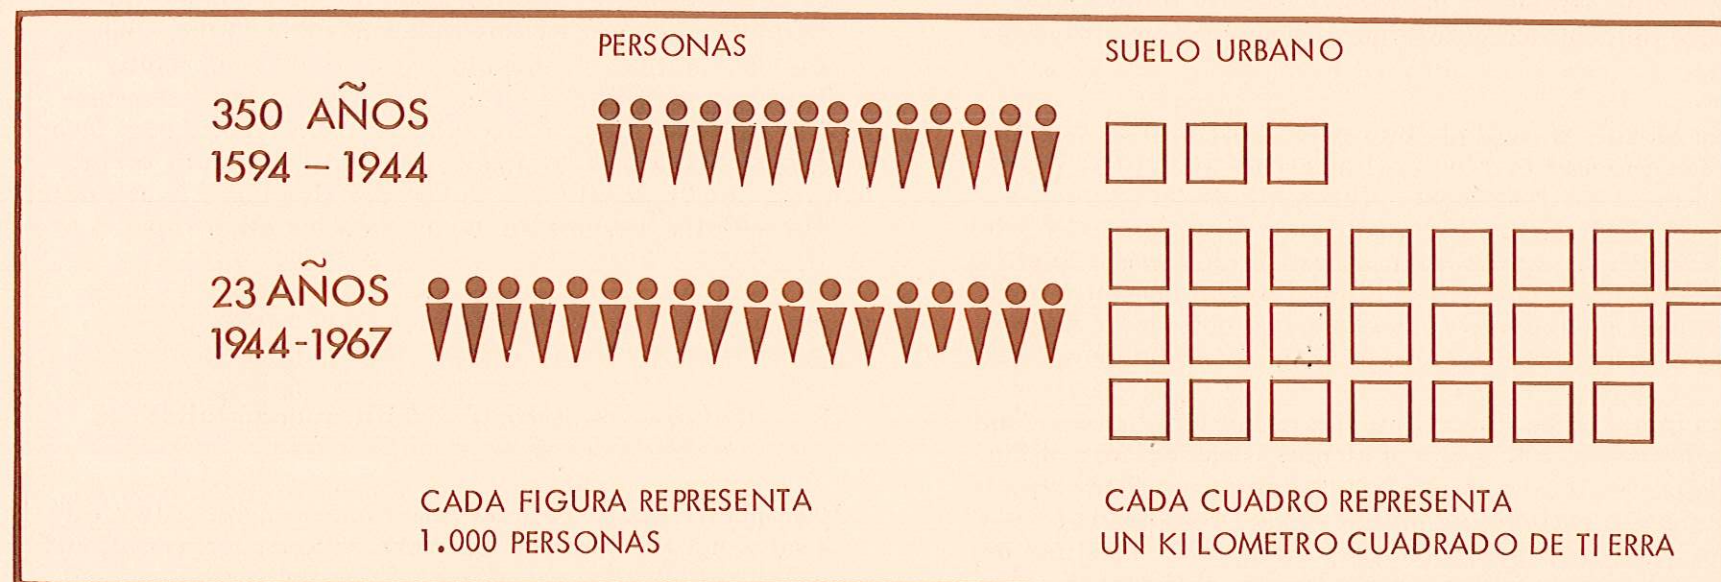 PERSONAS
SUELO URBANO
350 AÑOS
1594 – 1944
23 AÑOS
1944-1967
CADA FIGURA REPRESENTA
1.000 PERSONAS
CADA CUADRO REPRESENTA
UN KILOMETRO CUADRADO DE TIERRA